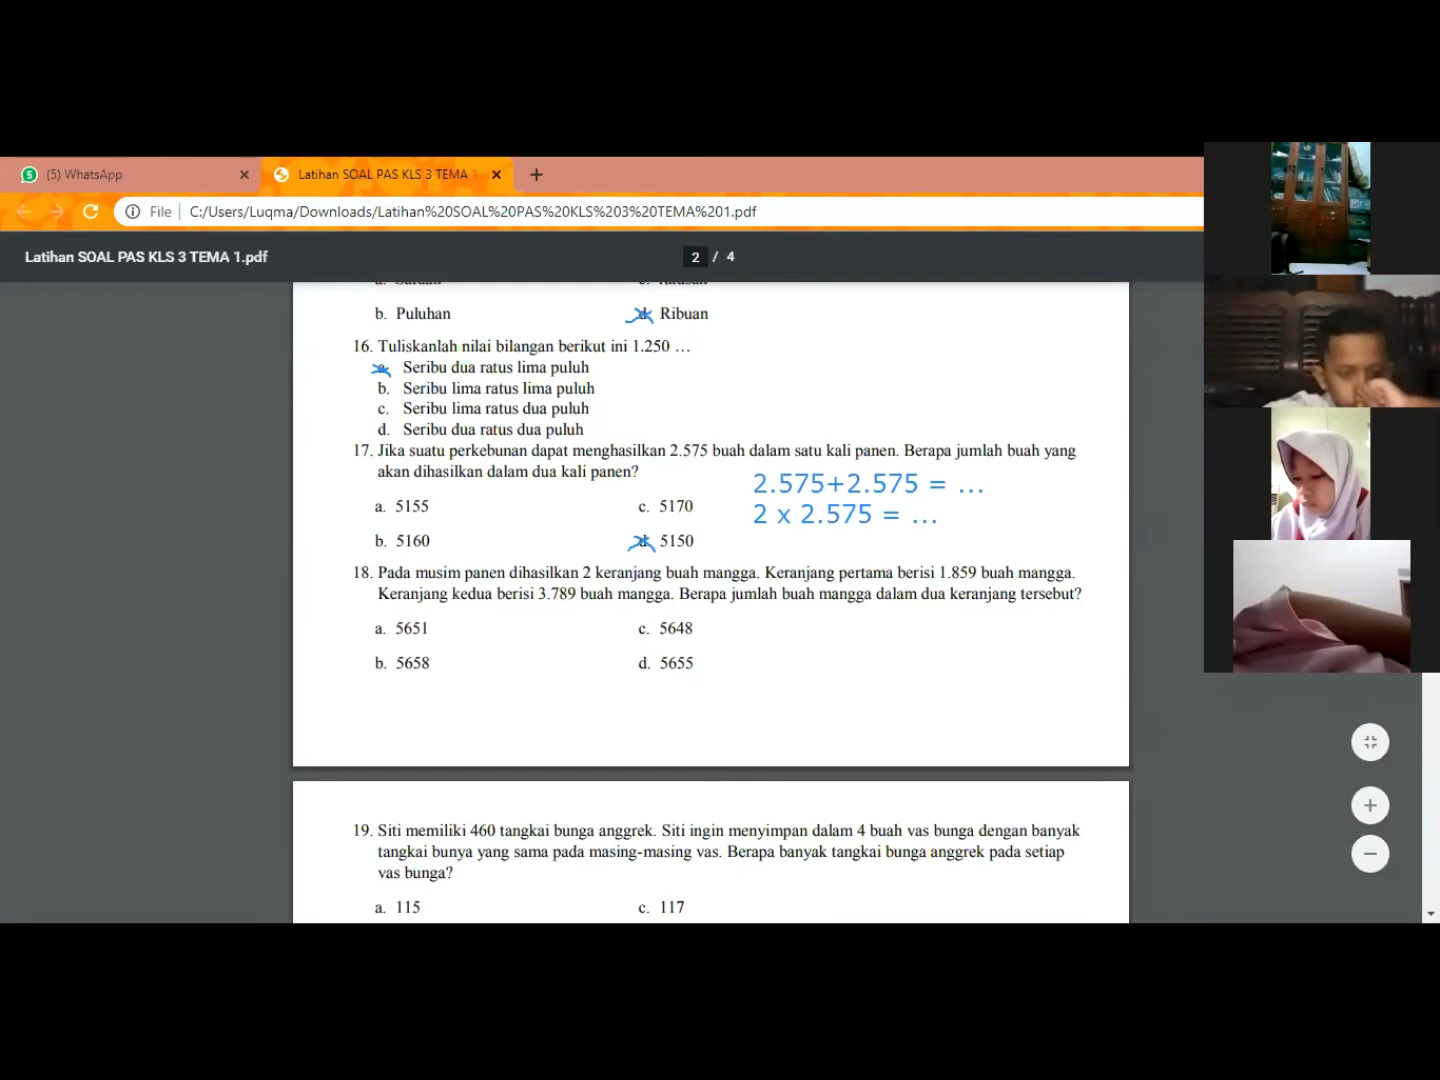 (5) WhatsApp
Latihan SOAL PAS KLS 3 TEMA 1
File C:/Users/Luqma/Downloads/Latihan%20SOAL%20PAS%20KLS%203%20TEMA%201.pdf
Latihan SOAL PAS KLS 3 TEMA 1.pdf 2 / 4
a. Satuan c. ratusan
b. Puluhan d. Ribuan
16. Tuliskanlah nilai bilangan berikut ini 1.250 …
a. Seribu dua ratus lima puluh
b. Seribu lima ratus lima puluh
c. Seribu lima ratus dua puluh
d. Seribu dua ratus dua puluh
17. Jika suatu perkebunan dapat menghasilkan 2.575 buah dalam satu kali panen. Berapa jumlah buah yang
akan dihasilkan dalam dua kali panen?
2.575+2.575 = ...
a. 5155 c. 5170
2 x 2.575 = ...
b. 5160 d. 5150
18. Pada musim panen dihasilkan 2 keranjang buah mangga. Keranjang pertama berisi 1.859 buah mangga.
Keranjang kedua berisi 3.789 buah mangga. Berapa jumlah buah mangga dalam dua keranjang tersebut?
a. 5651 c. 5648
b. 5658 d. 5655
19. Siti memiliki 460 tangkai bunga anggrek. Siti ingin menyimpan dalam 4 buah vas bunga dengan banyak
tangkai bunya yang sama pada masing-masing vas. Berapa banyak tangkai bunga anggrek pada setiap
vas bunga?
a. 115 c. 117